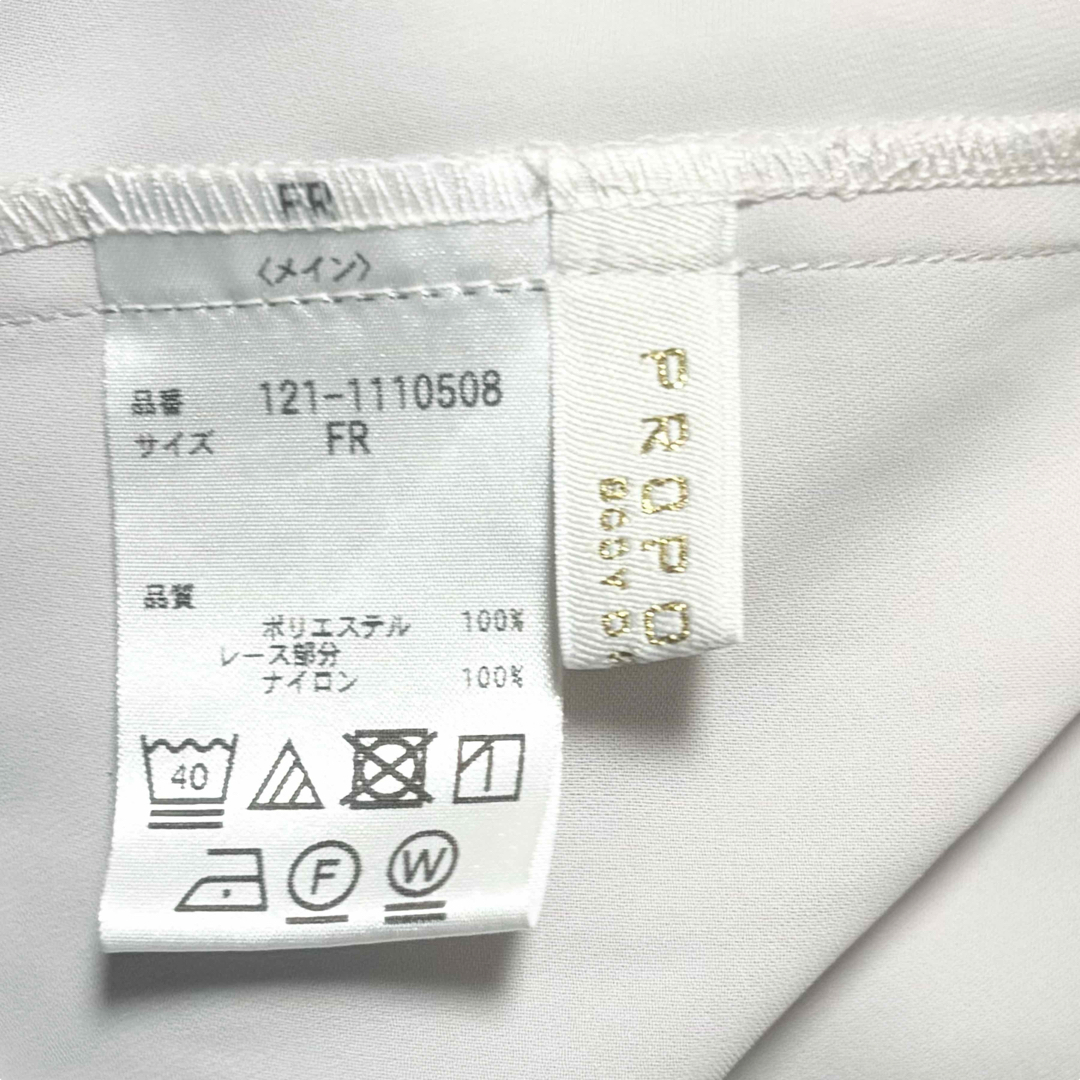 FR
〈メイン〉
品番 121-1110508
サイズ FR
品質
ポリエステル 100%
レース部分
ナイロン 100%
40
F W
PROPO
BODY